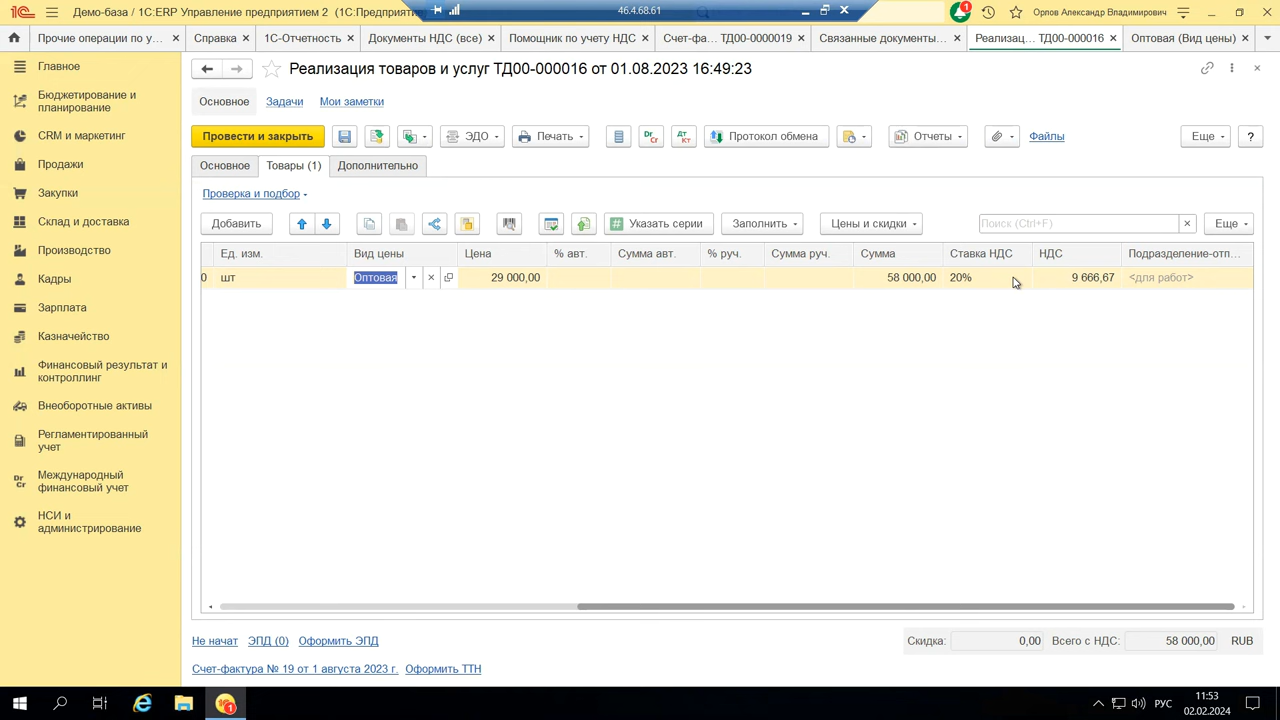 Демо-база / 1С:ERP Управление предприятием 2 (1С:Предприятие
46.4.68.61
1
Орлов Александр Владимирович
Прочие операции по у... ×
Справка ×
1С-Отчетность ×
Документы НДС (все) ×
Помощник по учету НДС ×
Счет-фа... ТД00-0000019 ×
Связанные документы... ×
Реализац... ТД00-000016 ×
Оптовая (Вид цены) ×
Главное
Бюджетирование и
планирование
CRM и маркетинг
Продажи
Закупки
Склад и доставка
Производство
Кадры
Зарплата
Казначейство
Финансовый результат и
контроллинг
Внеоборотные активы
Регламентированный
учет
Международный
финансовый учет
НСИ и
администрирование
Реализация товаров и услуг ТД00-000016 от 01.08.2023 16:49:23
Основное Задачи Мои заметки
Провести и закрыть ЭДО Печать Dr Cr Дт Кт Протокол обмена Отчеты Файлы Еще ?
Основное Товары (1) Дополнительно
Проверка и подбор
Добавить Указать серии Заполнить Цены и скидки Поиск (Ctrl+F) × Еще
Ед. изм. Вид цены Цена % авт. Сумма авт. % руч. Сумма руч. Сумма Ставка НДС НДС Подразделение-отп...
0 шт Оптовая 29 000,00 58 000,00 20% 9 666,67 <для работ>
Не начат ЭПД (0) Оформить ЭПД Скидка: 0,00 Всего с НДС: 58 000,00 RUB
Счет-фактура № 19 от 1 августа 2023 г. Оформить ТТН
РУС
11:53
02.02.2024